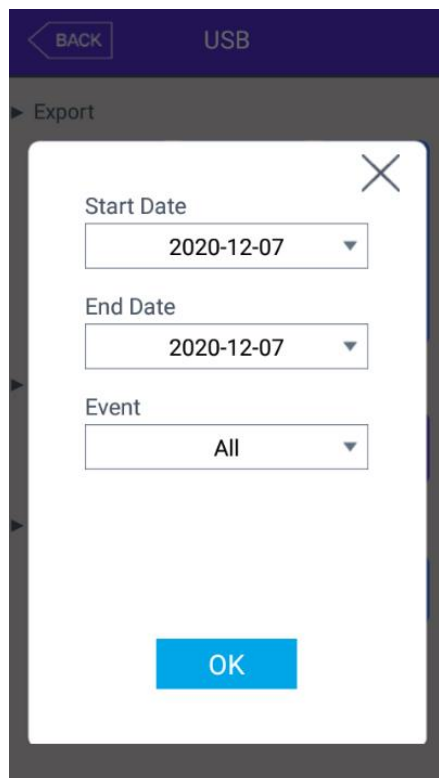 BACK
USB
Export
Start Date
2020-12-07
End Date
2020-12-07
Event
All
OK